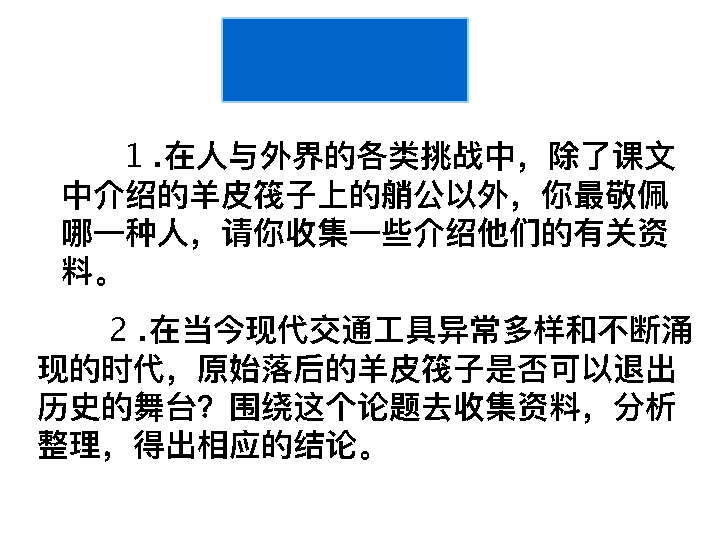 1 .在人与外界的各类挑战中，除了课文
中介绍的羊皮筏子上的艄公以外，你最敬佩
哪一种人，请你收集一些介绍他们的有关资
料。
2 .在当今现代交通工具异常多样和不断涌
现的时代，原始落后的羊皮筏子是否可以退出
历史的舞台？围绕这个论题去收集资料，分析
整理，得出相应的结论。